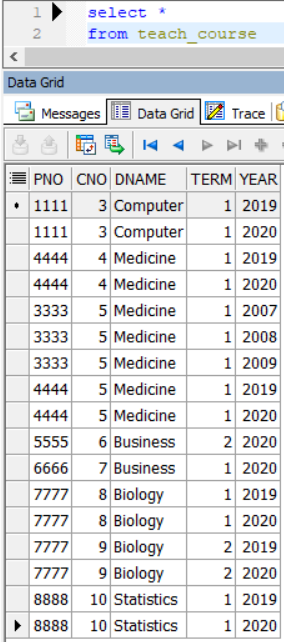 1 select *
2 from teach_course
Data Grid
Messages Data Grid Trace
PNO CNO DNAME TERM YEAR
1111 3 Computer 1 2019
1111 3 Computer 1 2020
4444 4 Medicine 1 2019
4444 4 Medicine 1 2020
3333 5 Medicine 1 2007
3333 5 Medicine 1 2008
3333 5 Medicine 1 2009
4444 5 Medicine 1 2019
4444 5 Medicine 1 2020
5555 6 Business 2 2020
6666 7 Business 1 2020
7777 8 Biology 1 2019
7777 8 Biology 1 2020
7777 9 Biology 2 2019
7777 9 Biology 2 2020
8888 10 Statistics 1 2019
8888 10 Statistics 1 2020